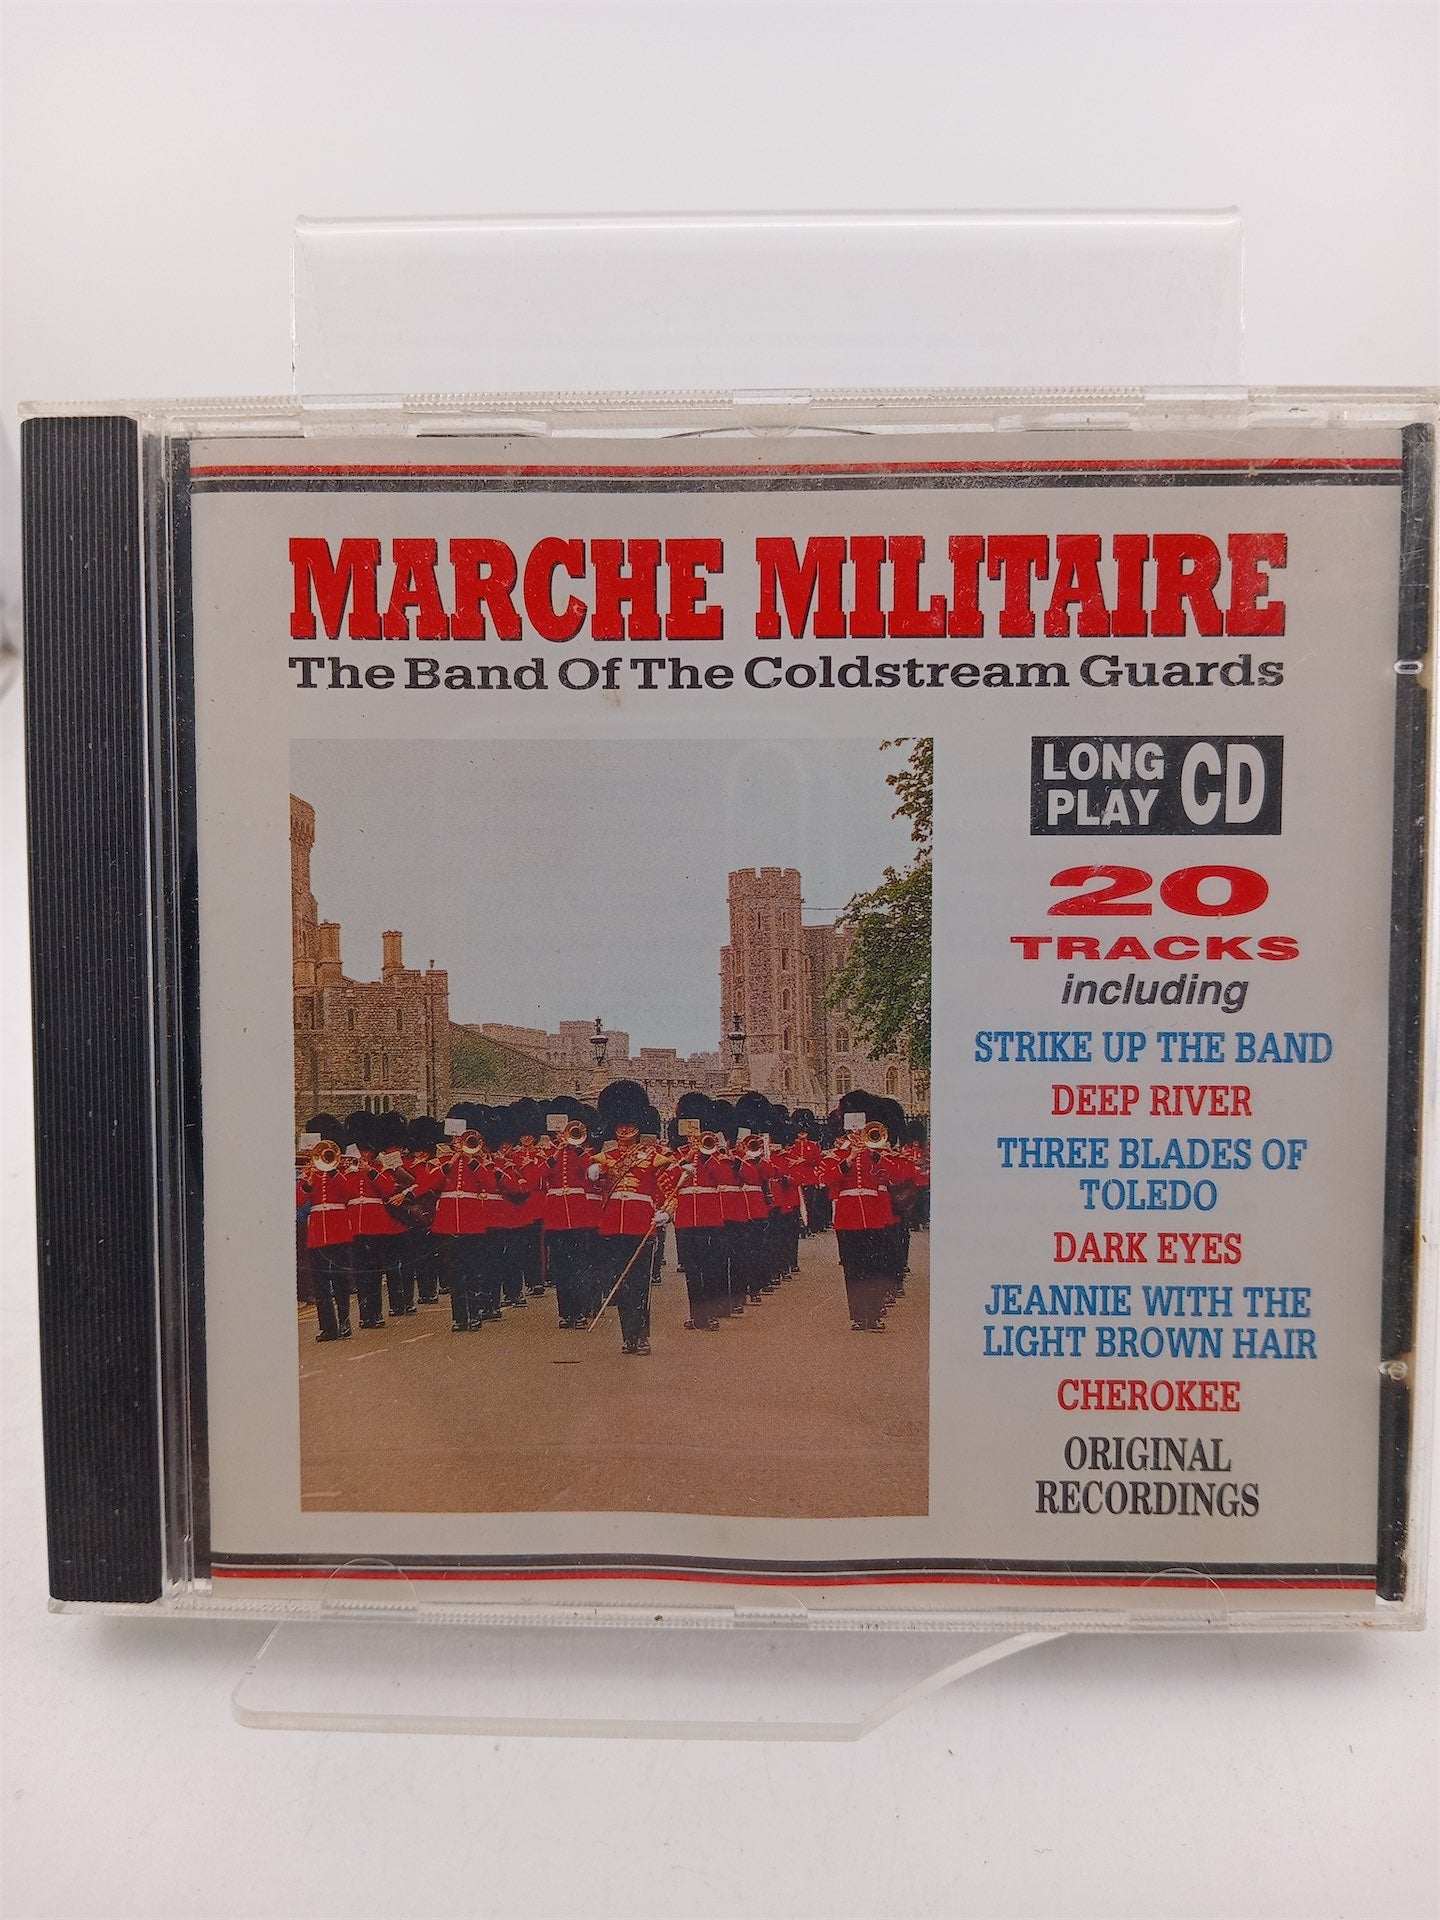 MARCHE MILITAIRE
The Band Of The Coldstream Guards
LONG
PLAY
CD
20
TRACKS
including
STRIKE UP THE BAND
DEEP RIVER
THREE BLADES OF
TOLEDO
DARK EYES
JEANNIE WITH THE
LIGHT BROWN HAIR
CHEROKEE
ORIGINAL
RECORDINGS